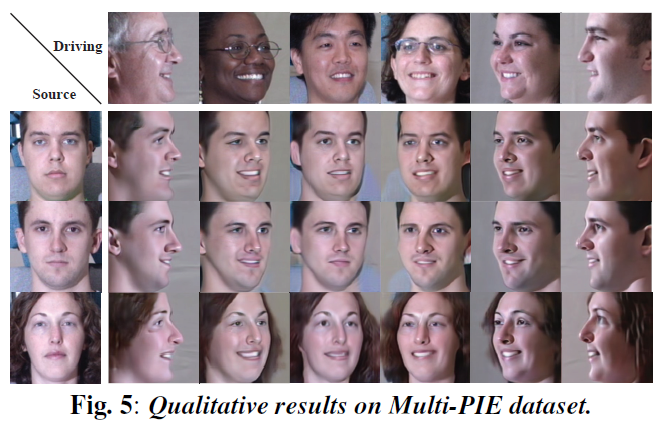 Driving
Source
Fig. 5: Qualitative results on Multi-PIE dataset.